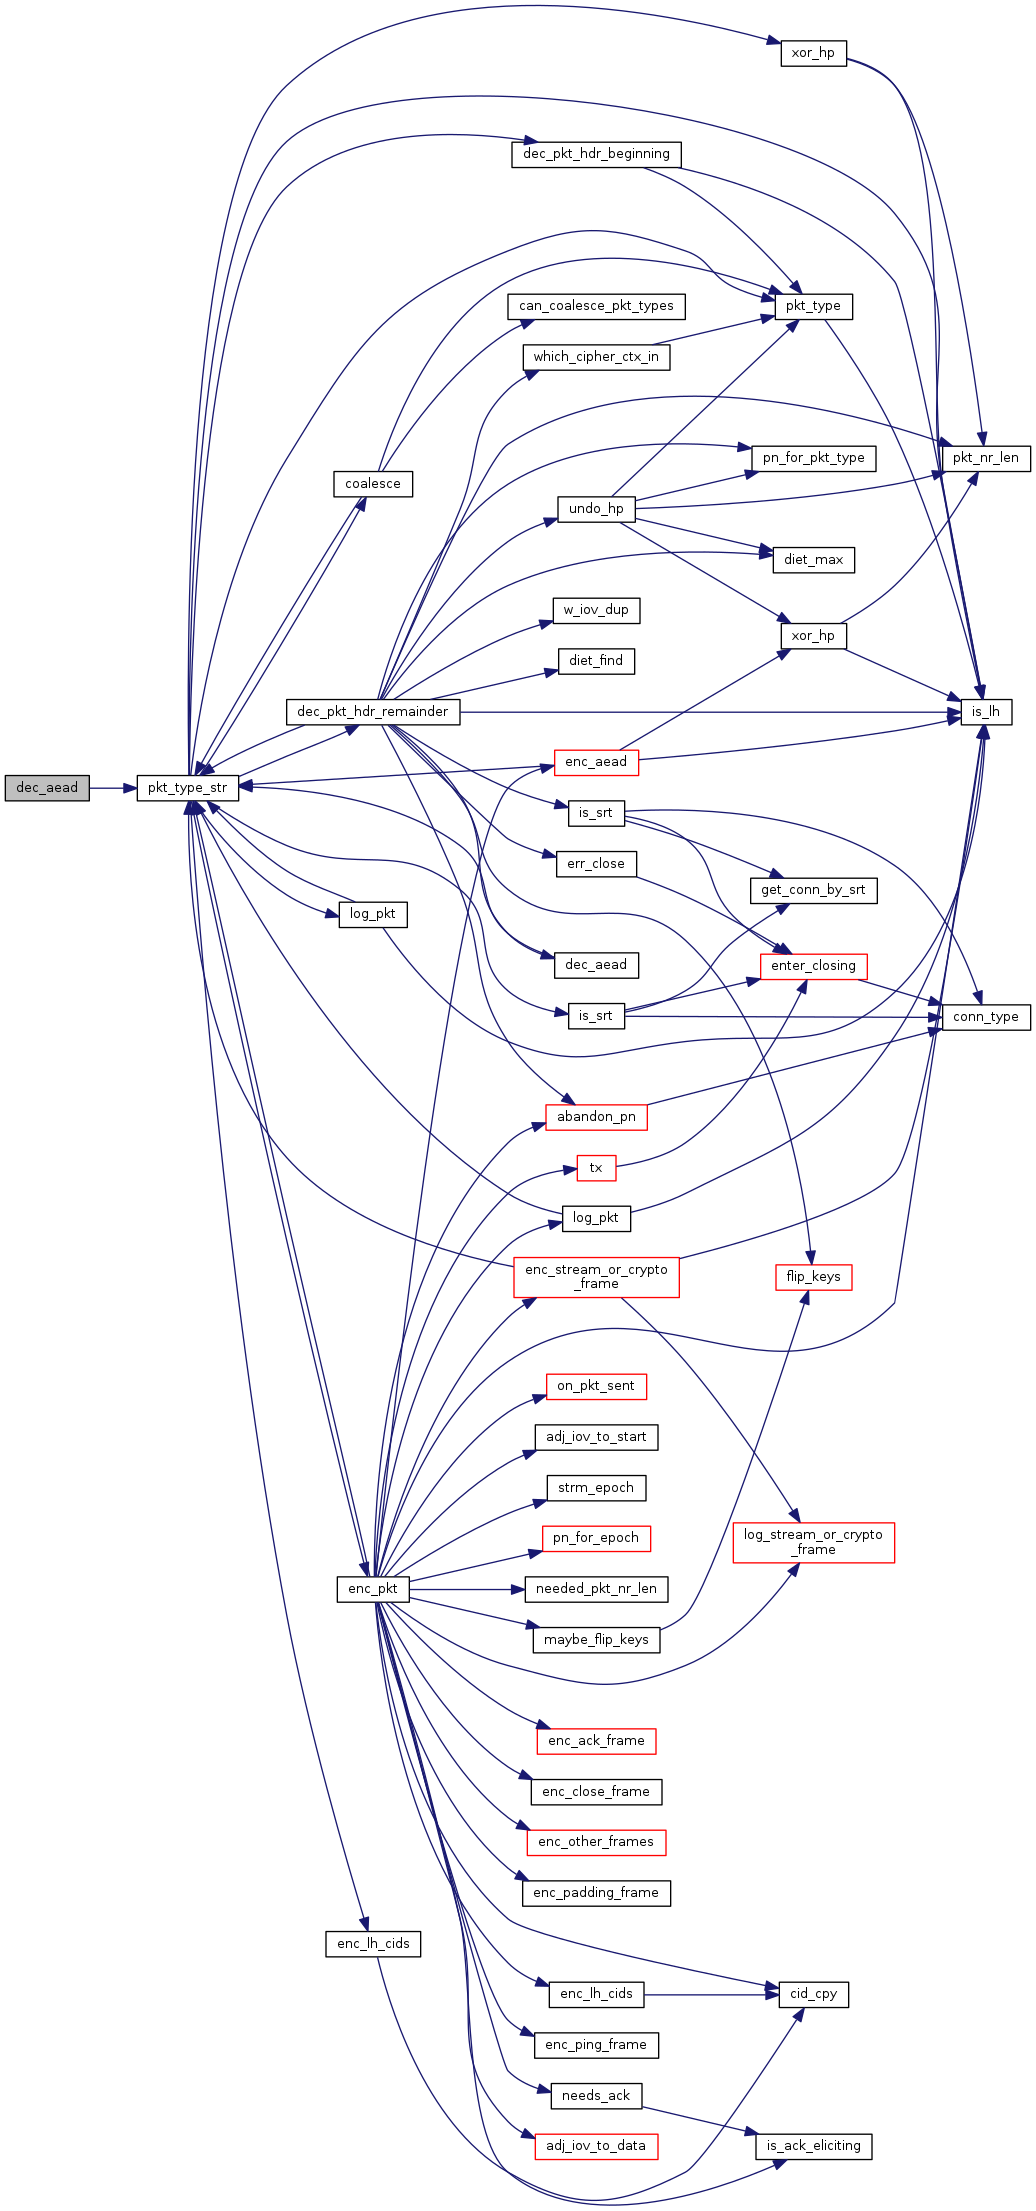 xor_hp
dec_pkt_hdr_beginning
can_coalesce_pkt_types
pkt_type
which_cipher_ctx_in
pn_for_pkt_type
pkt_nr_len
coalesce
undo_hp
diet_max
w_iov_dup
xor_hp
diet_find
dec_pkt_hdr_remainder
is_lh
enc_aead
dec_aead
pkt_type_str
is_srt
err_close
get_conn_by_srt
log_pkt
dec_aead
enter_closing
is_srt
conn_type
abandon_pn
tx
log_pkt
enc_stream_or_crypto
_frame
flip_keys
on_pkt_sent
adj_iov_to_start
strm_epoch
pn_for_epoch
log_stream_or_crypto
_frame
enc_pkt
needed_pkt_nr_len
maybe_flip_keys
enc_ack_frame
enc_close_frame
enc_other_frames
enc_padding_frame
enc_lh_cids
enc_lh_cids
cid_cpy
enc_ping_frame
needs_ack
adj_iov_to_data
is_ack_eliciting